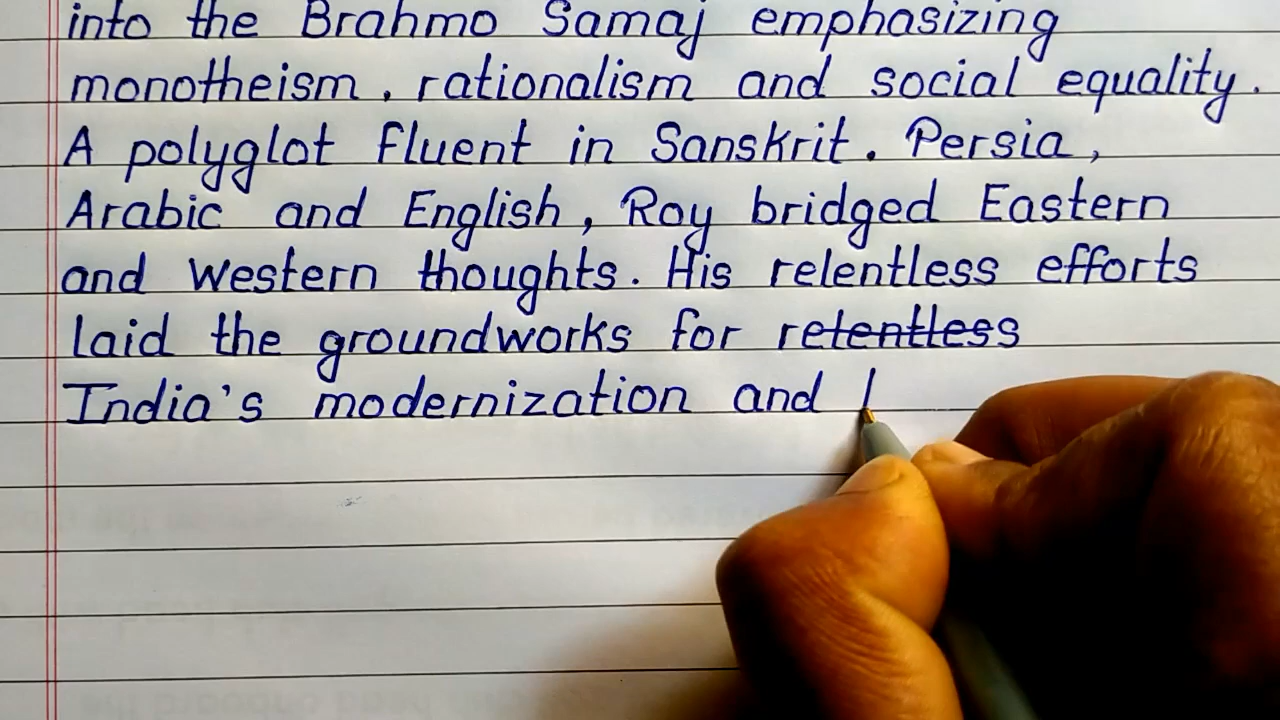 into the Brahmo Samaj emphasizing
monotheism, rationalism and social equality.
A polyglot fluent in Sanskrit. Persia,
Arabic and English, Roy bridged Eastern
and Western thoughts. His relentless efforts
laid the groundworks for retentless
India's modernization and